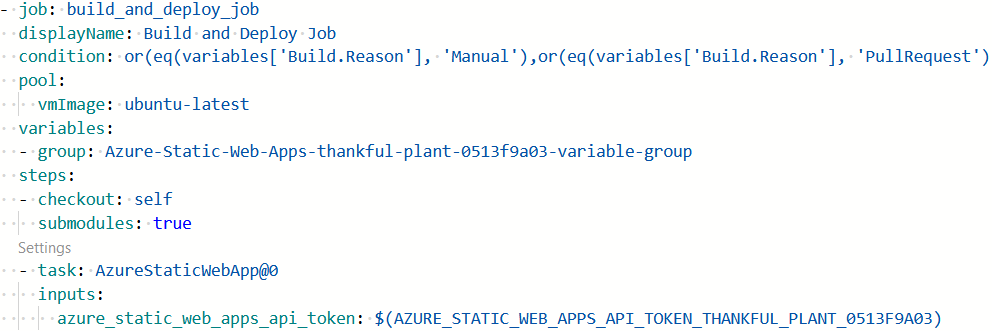 - job: build_and_deploy_job
displayName: Build and Deploy Job
condition: or(eq(variables['Build.Reason'], 'Manual'),or(eq(variables['Build.Reason'], 'PullRequest')
pool:
vmImage: ubuntu-latest
variables:
- group: Azure-Static-Web-Apps-thankful-plant-0513f9a03-variable-group
steps:
- checkout: self
submodules: true
Settings
- task: AzureStaticWebApp@0
inputs:
azure_static_web_apps_api_token: $(AZURE_STATIC_WEB_APPS_API_TOKEN_THANKFUL_PLANT_0513F9A03)